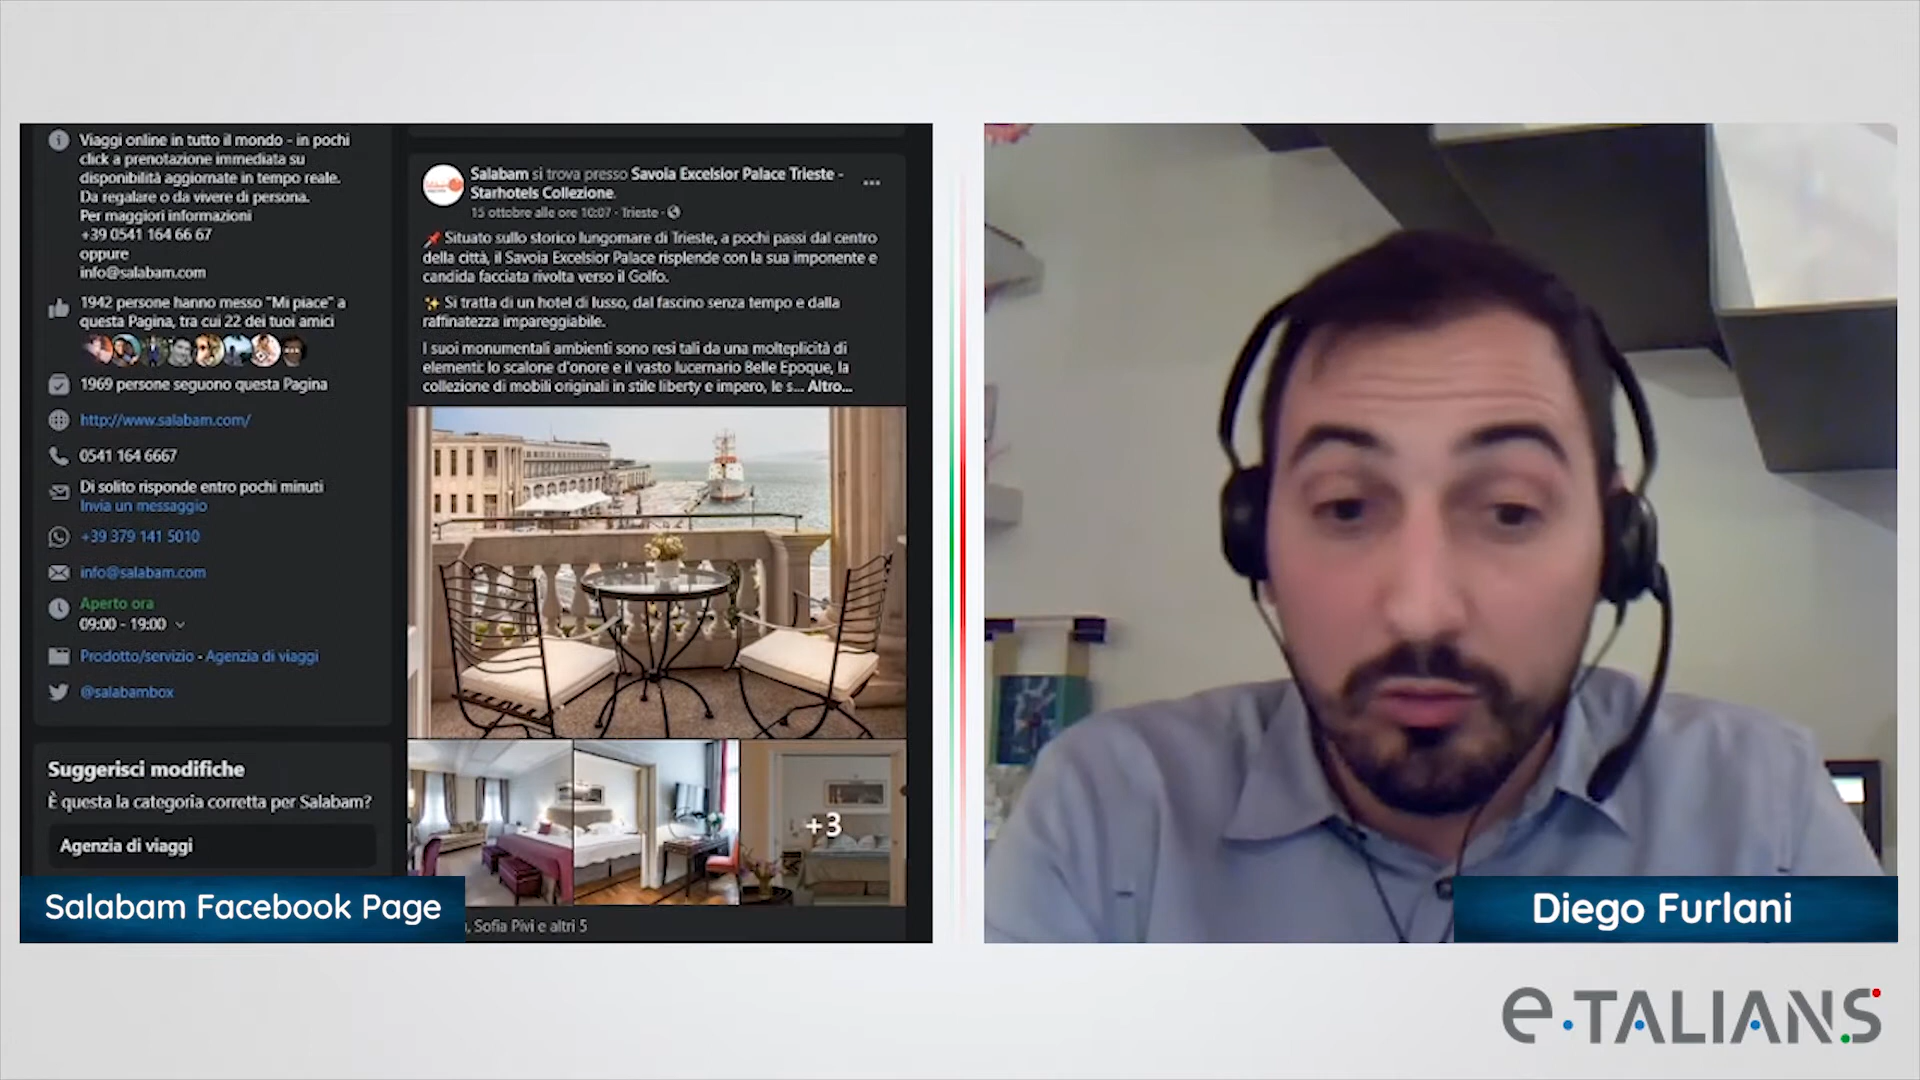 Viaggi online in tutto il mondo - in pochi
click a prenotazione immediata su
disponibilità aggiornate in tempo reale.
Da regalare o da vivere di persona.
Per maggiori informazioni
+39 0541 164 66 67
oppure
info@salabam.com
1942 persone hanno messo "Mi piace" a
questa Pagina, tra cui 22 dei tuoi amici
1969 persone seguono questa Pagina
http://www.salabam.com/
0541 164 6667
Di solito risponde entro pochi minuti
Invia un messaggio
+39 379 141 5010
info@salabam.com
Aperto ora
09:00 - 19:00
Prodotto/servizio - Agenzia di viaggi
@salabambox
Suggerisci modifiche
È questa la categoria corretta per Salabam?
Agenzia di viaggi
Salabam Facebook Page
Salabam si trova presso Savoia Excelsior Palace Trieste -
Starhotels Collezione.
15 ottobre alle ore 10:07 · Trieste ·
Situato sullo storico lungomare di Trieste, a pochi passi dal centro
della città, il Savoia Excelsior Palace risplende con la sua imponente e
candida facciata rivolta verso il Golfo.
Si tratta di un hotel di lusso, dal fascino senza tempo e dalla
raffinatezza impareggiabile.
I suoi monumentali ambienti sono resi tali da una molteplicità di
elementi: lo scalone d'onore e il vasto lucernario Belle Epoque, la
collezione di mobili originali in stile liberty e impero, le s... Altro...
+3
, Sofia Pivi e altri 5
Diego Furlani
e·TALIANS